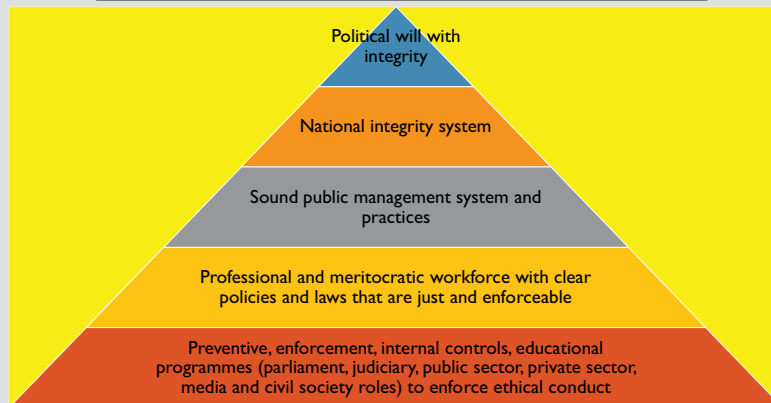 Political will with
integrity
National integrity system
Sound public management system and
practices
Professional and meritocratic workforce with clear
policies and laws that are just and enforceable
Preventive, enforcement, internal controls, educational
programmes (parliament, judiciary, public sector, private sector,
media and civil society roles) to enforce ethical conduct